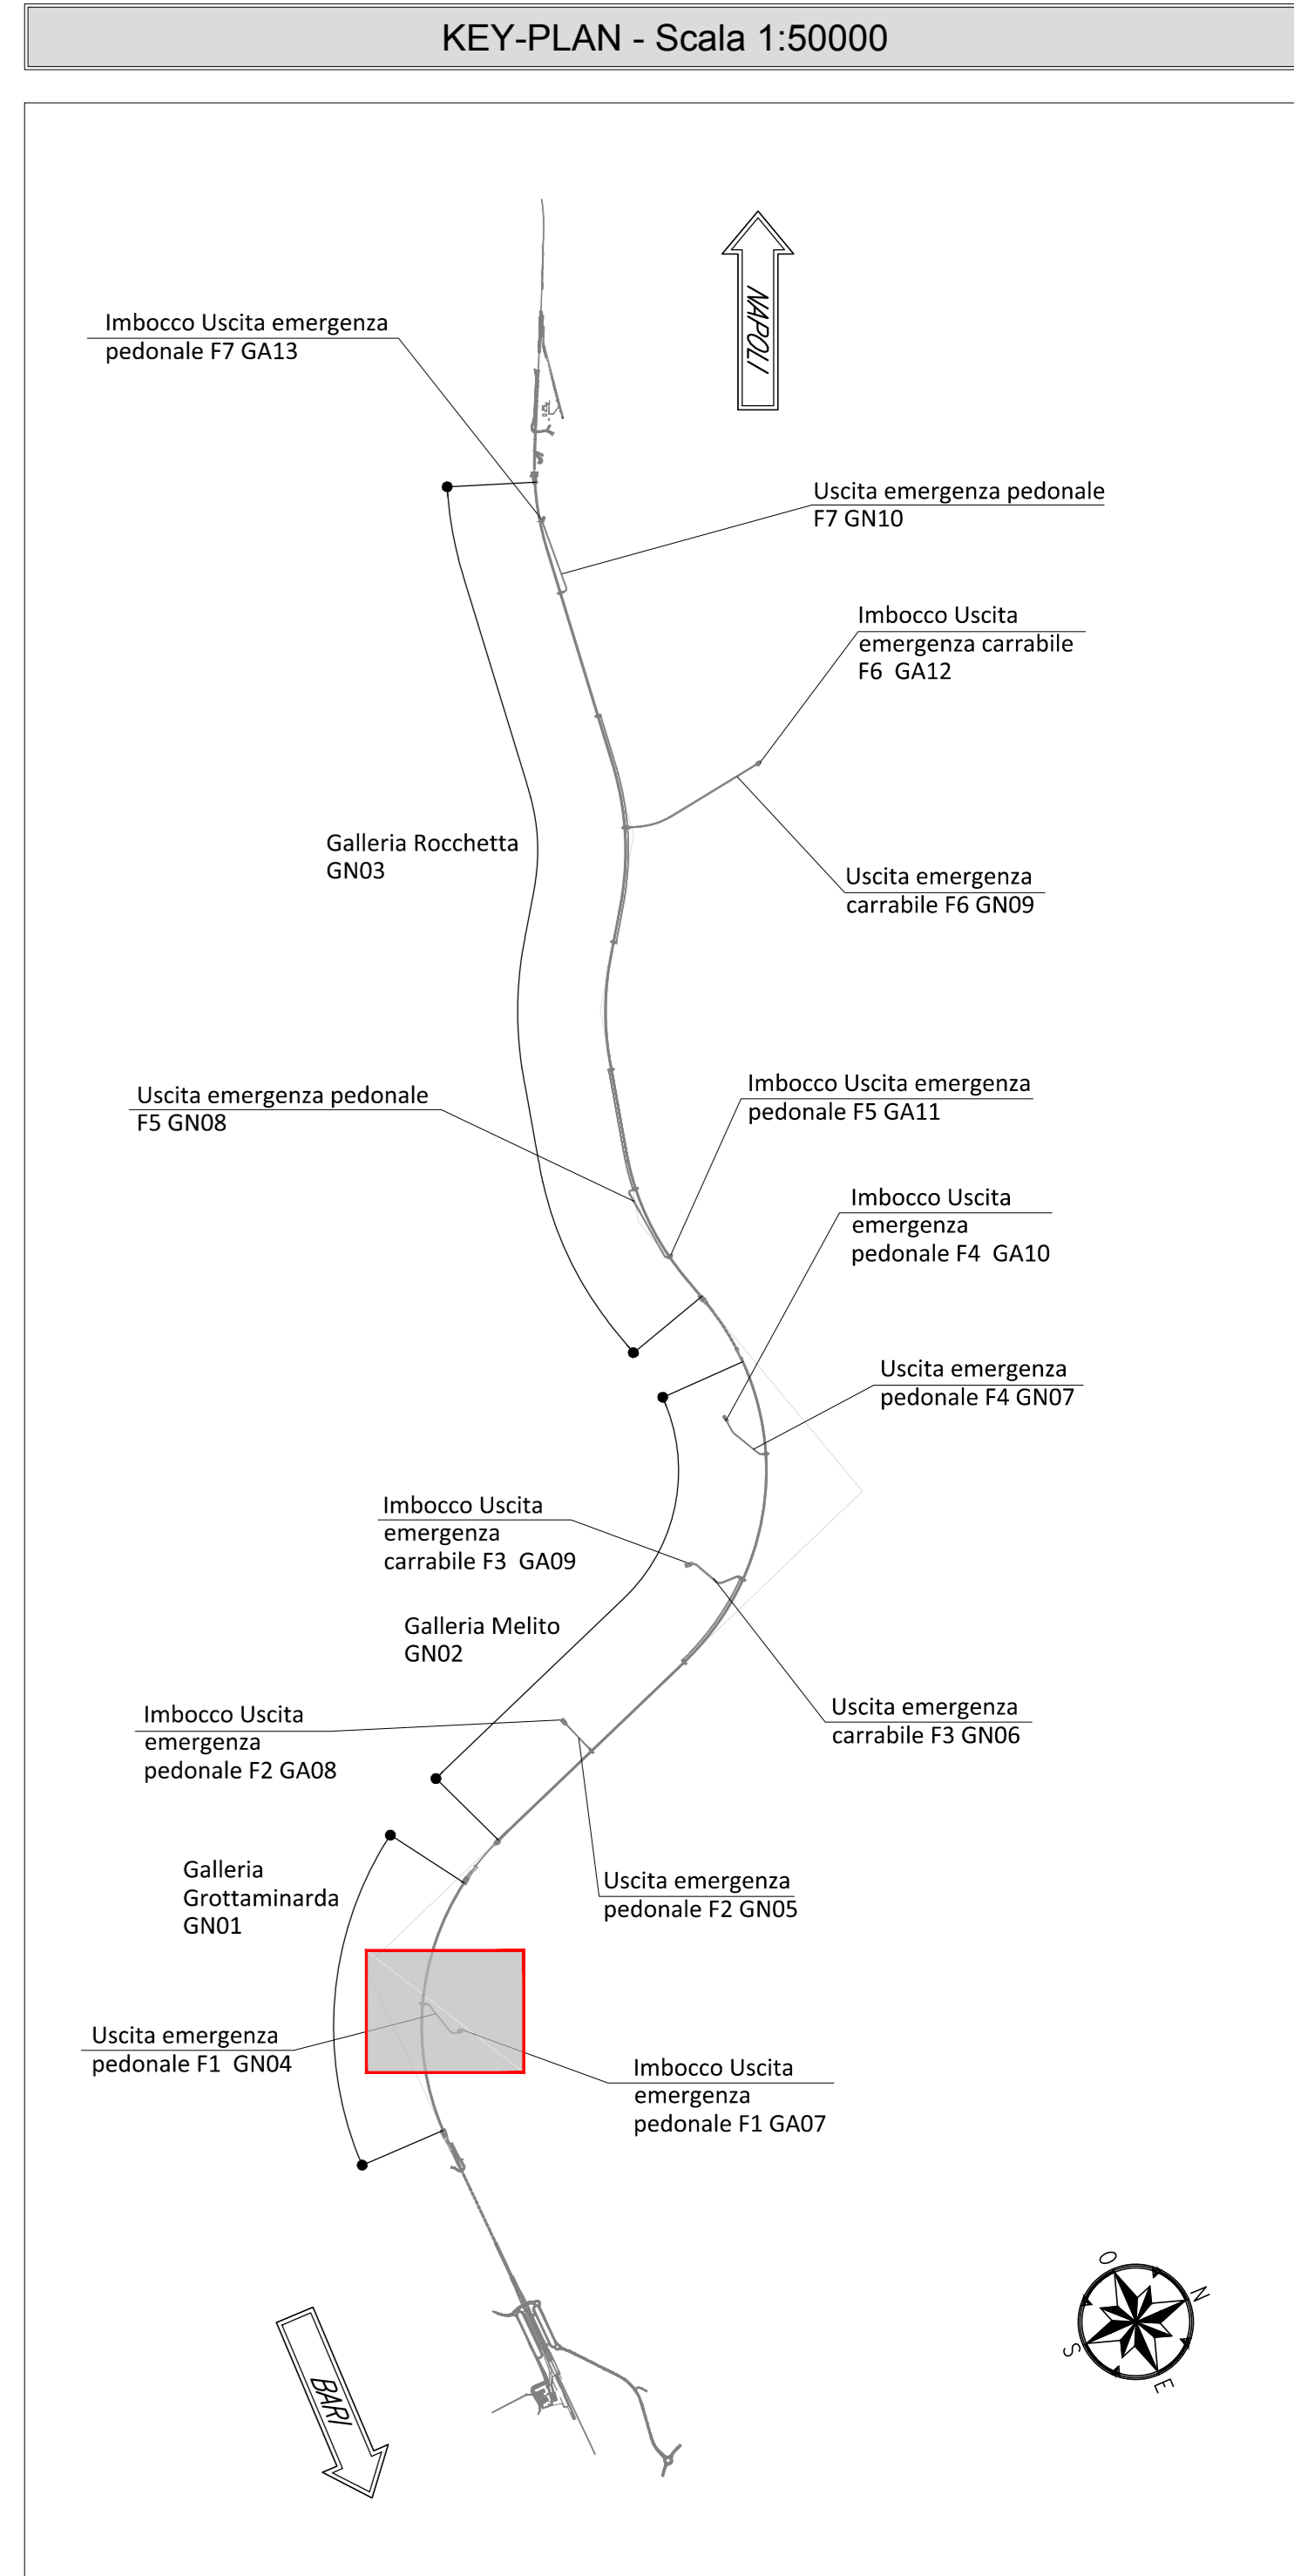 KEY-PLAN - Scala 1:50000
NAPOLI
Imbocco Uscita emergenza
pedonale F7 GA13
Uscita emergenza pedonale
F7 GN10
Imbocco Uscita
emergenza carrabile
F6 GA12
Galleria Rocchetta
GN03
Uscita emergenza
carrabile F6 GN09
Uscita emergenza pedonale
F5 GN08
Imbocco Uscita emergenza
pedonale F5 GA11
Imbocco Uscita
emergenza
pedonale F4 GA10
Uscita emergenza
pedonale F4 GN07
Imbocco Uscita
emergenza
carrabile F3 GA09
Galleria Melito
GN02
Imbocco Uscita
emergenza
pedonale F2 GA08
Uscita emergenza
carrabile F3 GN06
Galleria
Grottaminarda
GN01
Uscita emergenza
pedonale F2 GN05
Uscita emergenza
pedonale F1 GN04
Imbocco Uscita
emergenza
pedonale F1 GA07
O
N
S
E
BARI